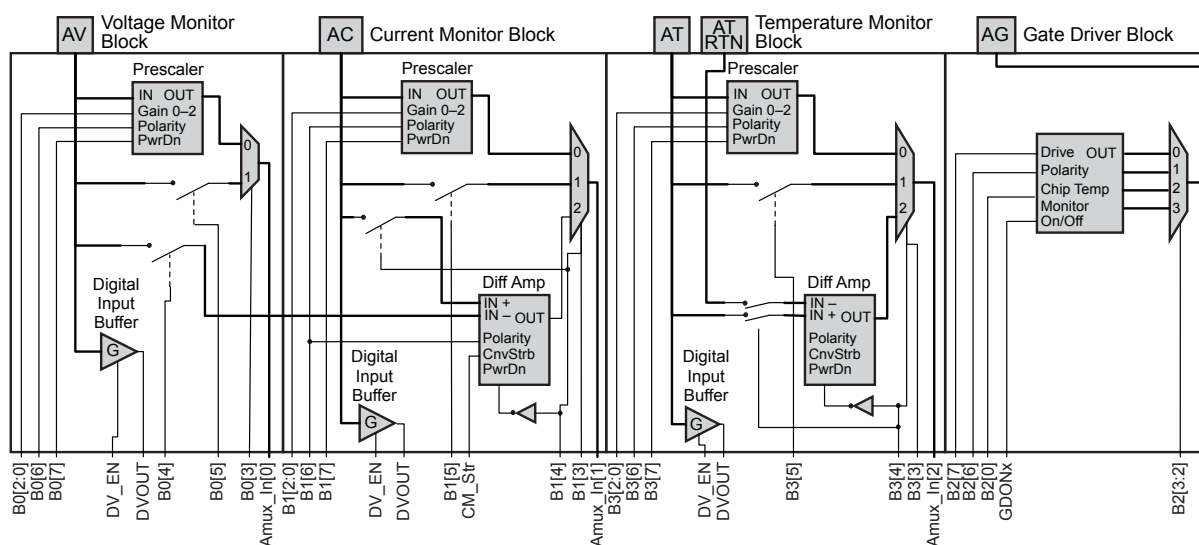 AV
Voltage Monitor
Block
AC
Current Monitor Block
AT
AT
RTN
Temperature Monitor
Block
AG
Gate Driver Block
Prescaler
IN OUT
Gain 0–2
Polarity
PwrDn
0
1
Digital
Input
Buffer
G
Prescaler
IN OUT
Gain 0–2
Polarity
PwrDn
0
1
2
Diff Amp
IN +
IN – OUT
Polarity
CnvStrb
PwrDn
Digital
Input
Buffer
G
Prescaler
IN OUT
Gain 0–2
Polarity
PwrDn
0
1
2
Diff Amp
IN –
IN + OUT
Polarity
CnvStrb
PwrDn
Digital
Input
Buffer
G
Drive OUT
Polarity
Chip Temp
Monitor
On/Off
0
1
2
3
B0[2:0]
B0[6]
B0[7]
DV_EN
DVOUT
B0[4]
B0[5]
B0[3]
Amux_In[0]
B1[2:0]
B1[6]
B1[7]
DV_EN
DVOUT
B1[5]
CM_Str
B1[4]
B1[3]
Amux_In[1]
B3[2:0]
B3[6]
B3[7]
DV_EN
DVOUT
B3[5]
B3[4]
B3[3]
Amux_In[2]
B2[7]
B2[6]
B2[0]
GDONx
B2[3:2]